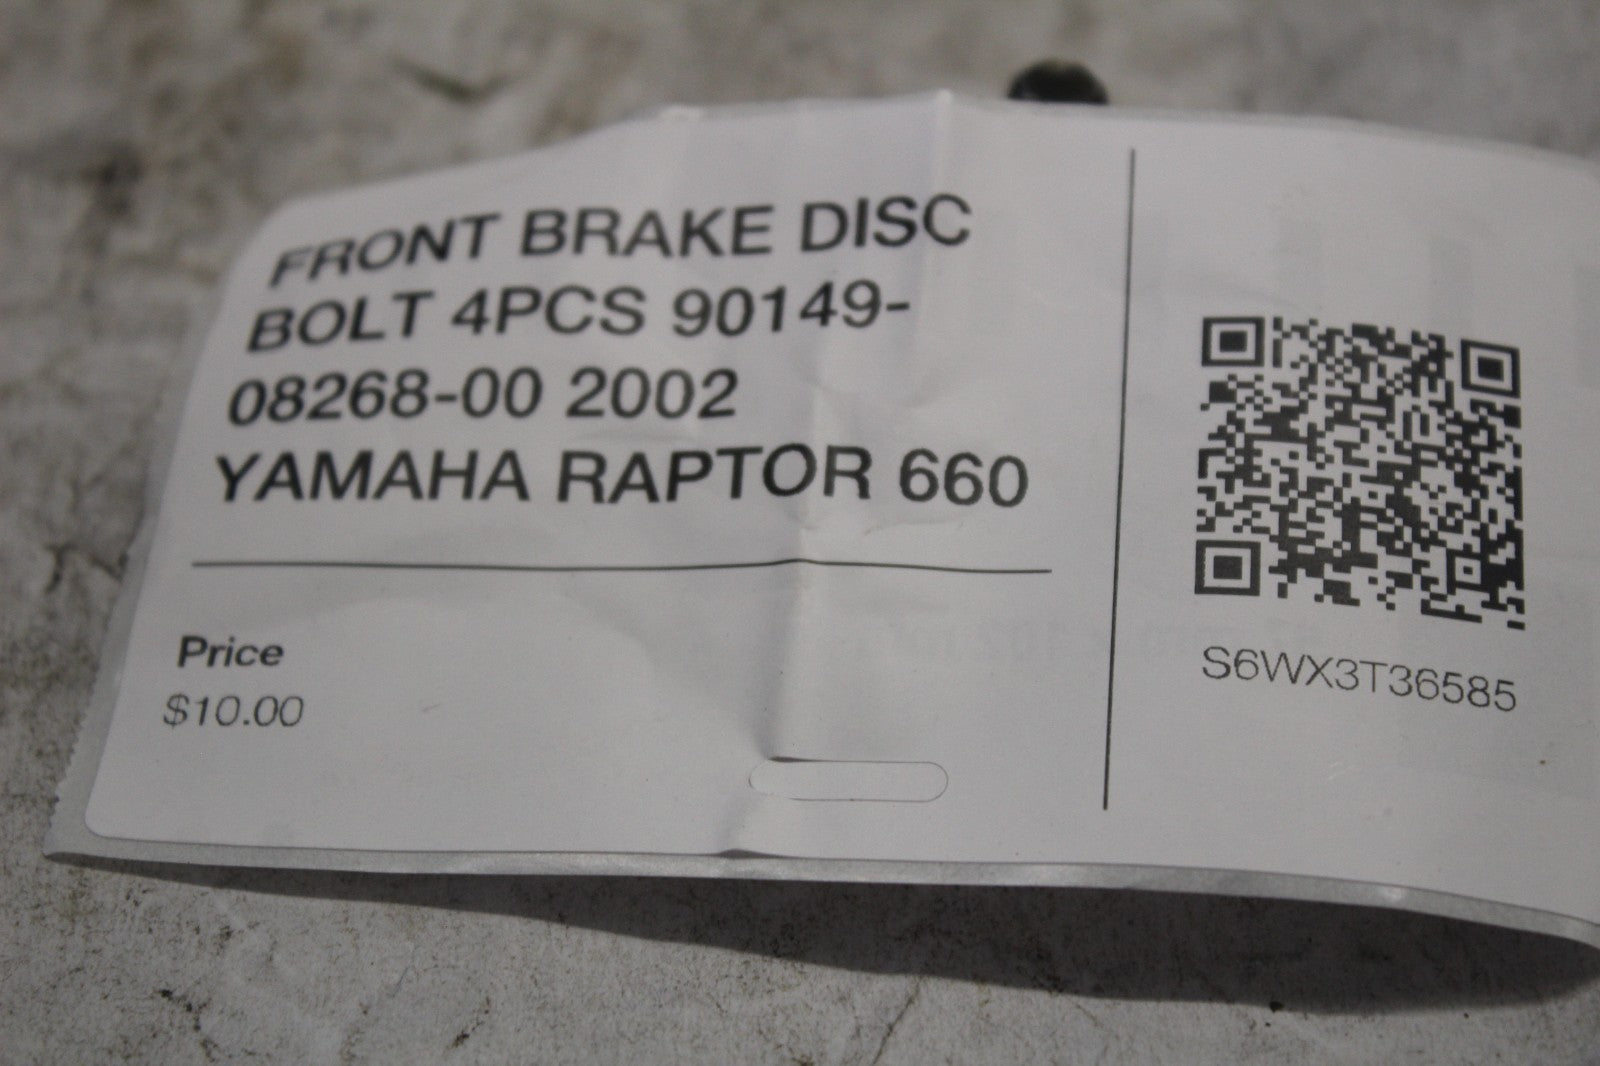 FRONT BRAKE DISC
BOLT 4PCS 90149-
08268-00 2002
YAMAHA RAPTOR 660
Price
$10.00
S6WX3T36585